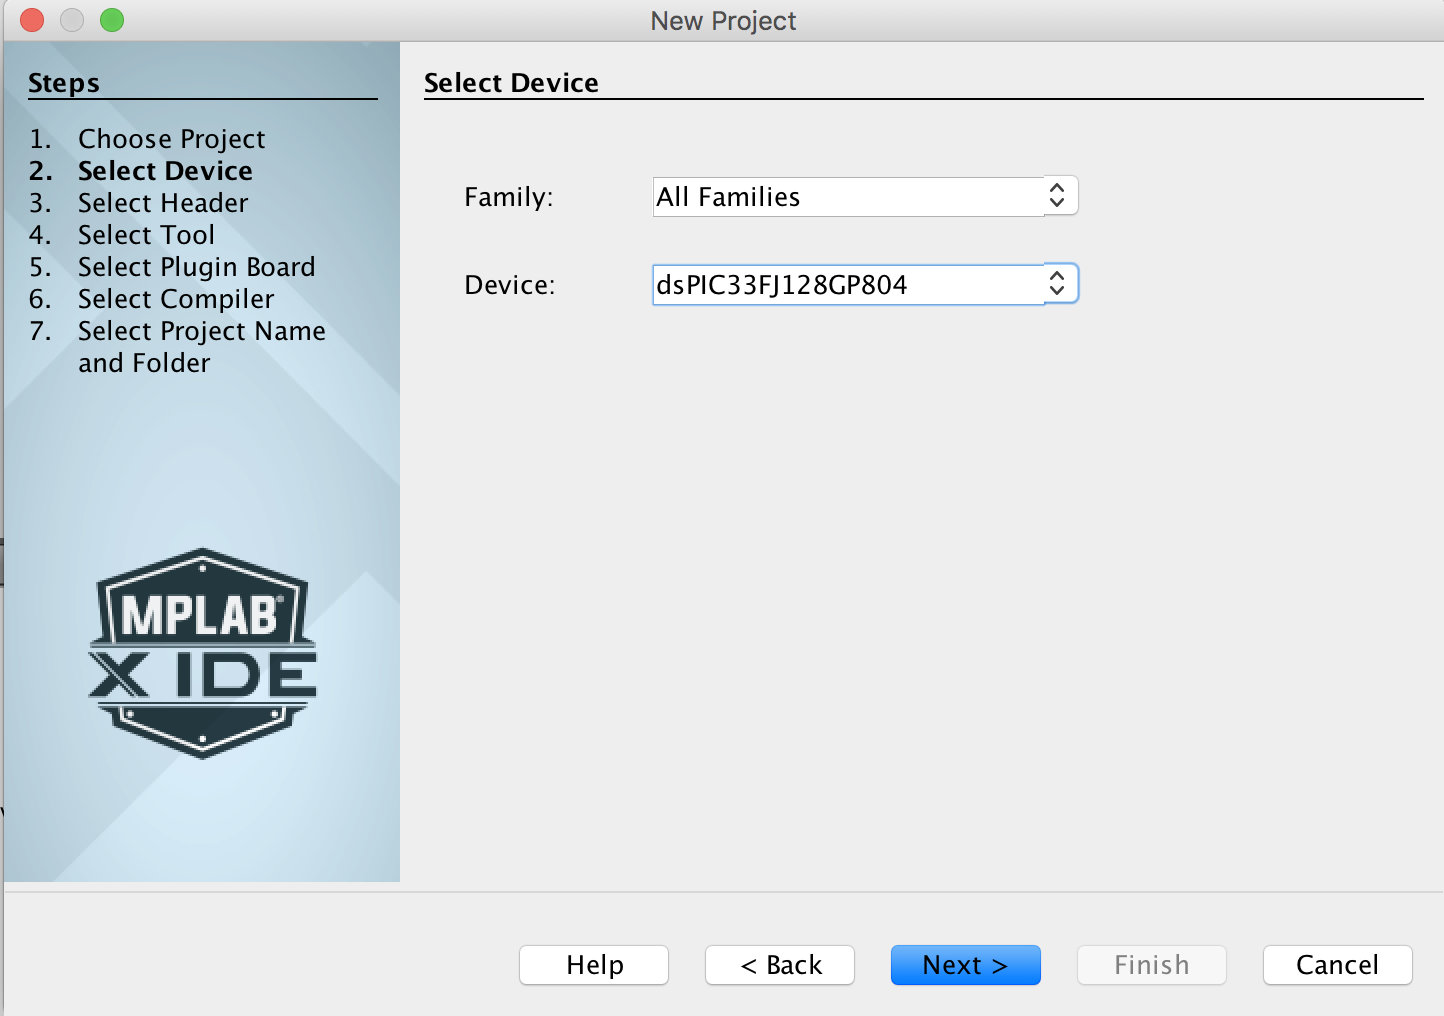 New Project
Steps
1. Choose Project
2. Select Device
3. Select Header
4. Select Tool
5. Select Plugin Board
6. Select Compiler
7. Select Project Name
and Folder
MPLAB®
X IDE
Select Device
Family: All Families
Device: dsPIC33FJ128GP804
Help < Back Next > Finish Cancel